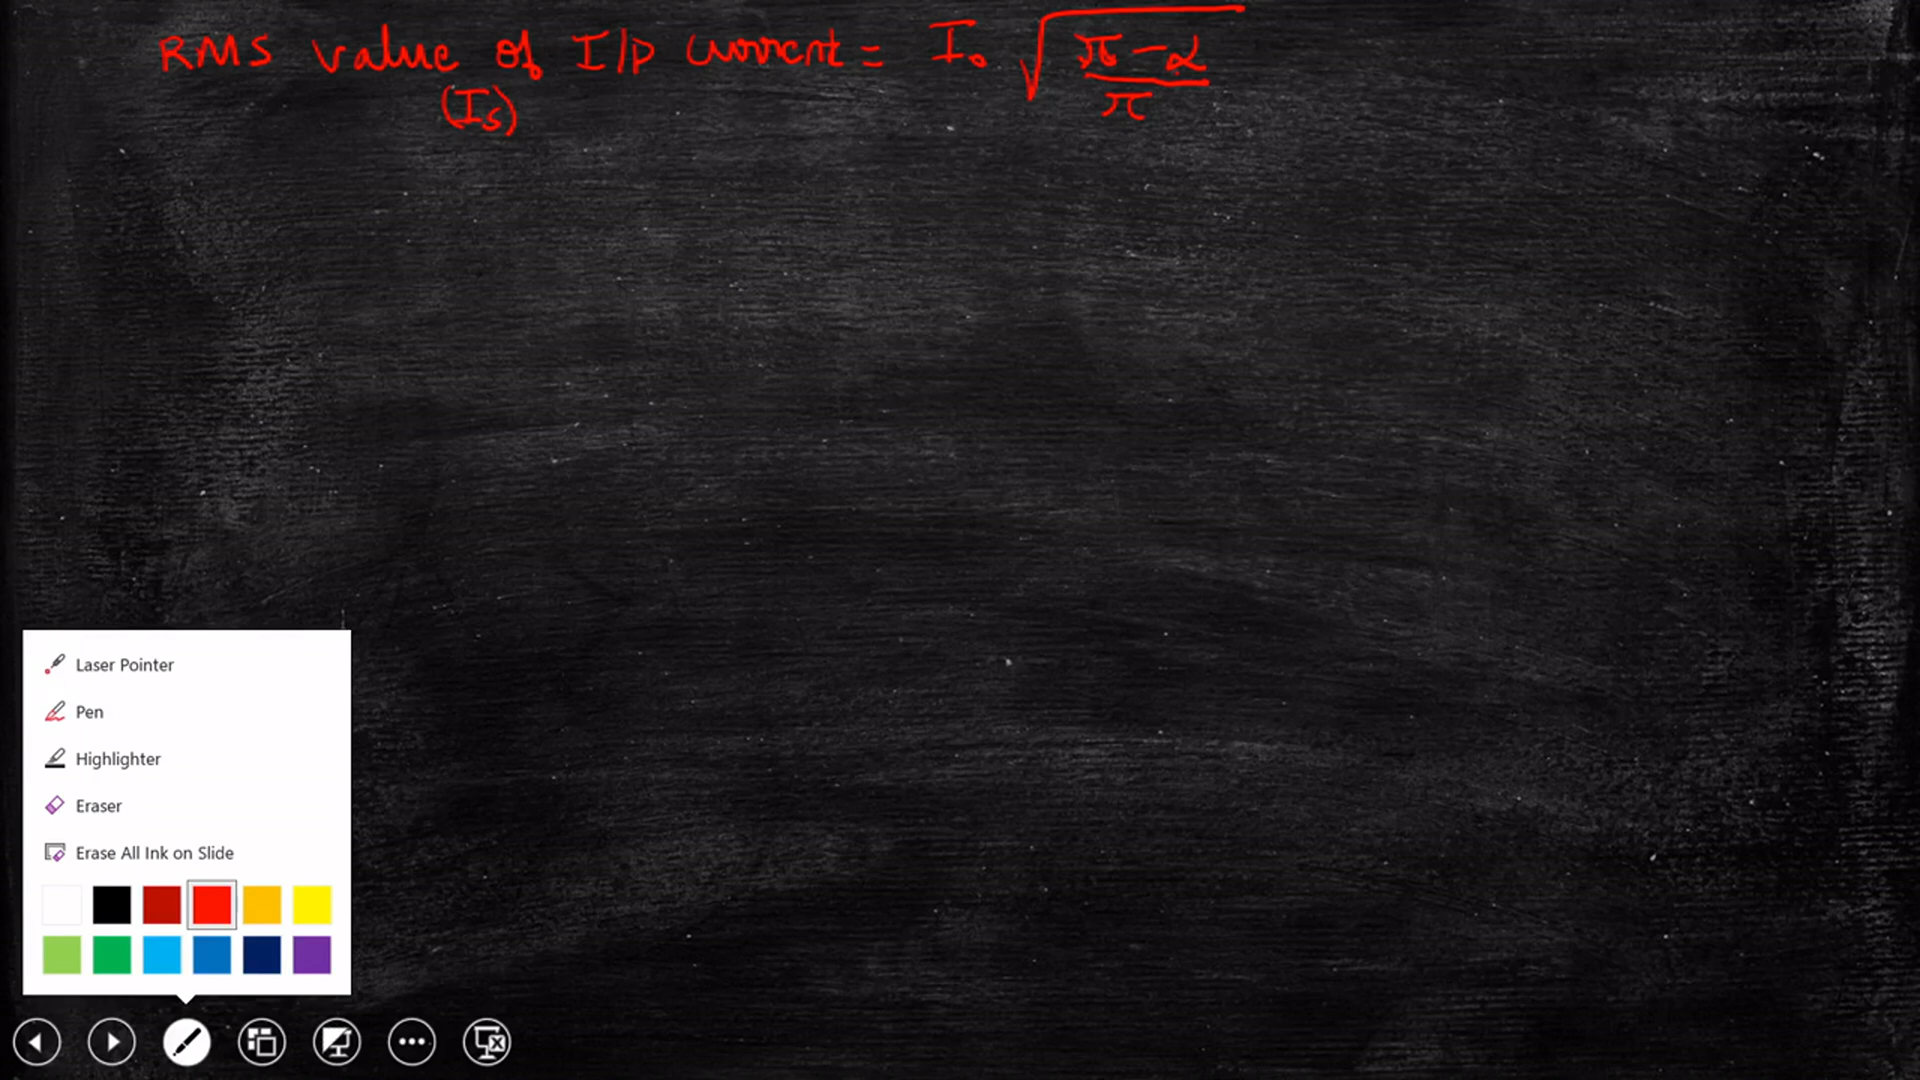 RMS value of I/P current = I₀ √((π-α)/π)
(Is)
Laser Pointer
Pen
Highlighter
Eraser
Erase All Ink on Slide